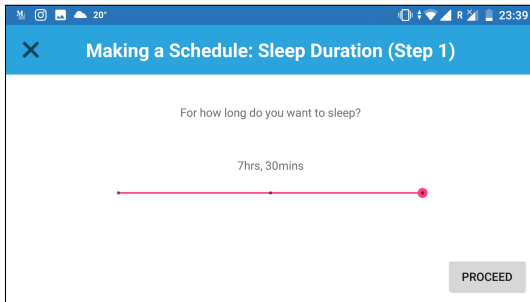 20° R 23:39
Making a Schedule: Sleep Duration (Step 1)
For how long do you want to sleep?
7hrs, 30mins
PROCEED